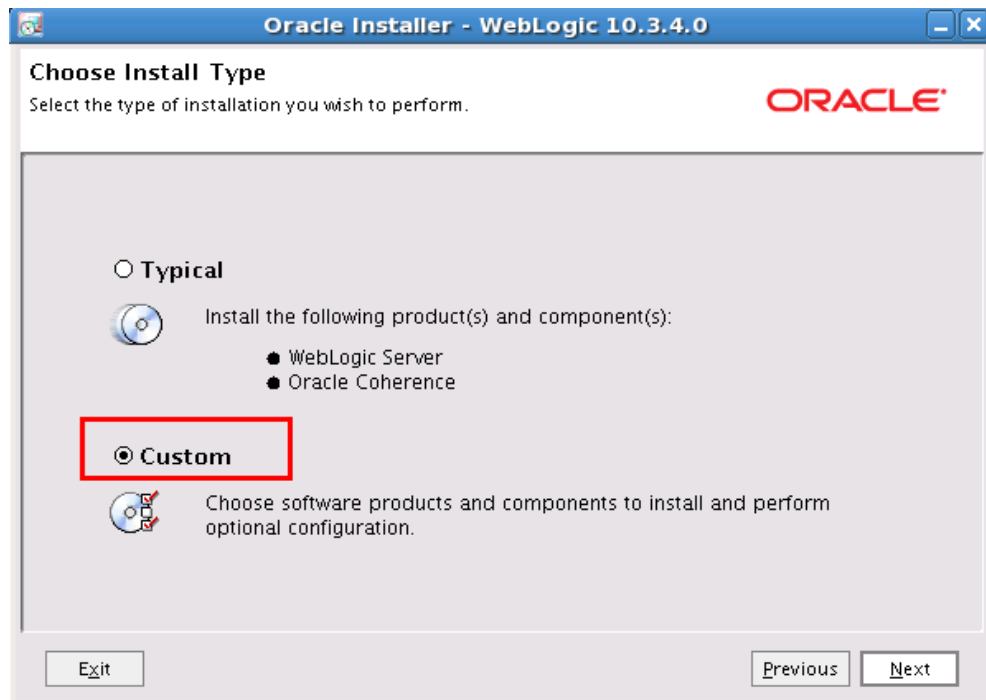 Oracle Installer - WebLogic 10.3.4.0
Choose Install Type
Select the type of installation you wish to perform.
ORACLE
Typical
Install the following product(s) and component(s):
WebLogic Server
Oracle Coherence
Custom
Choose software products and components to install and perform
optional configuration.
Exit
Previous
Next